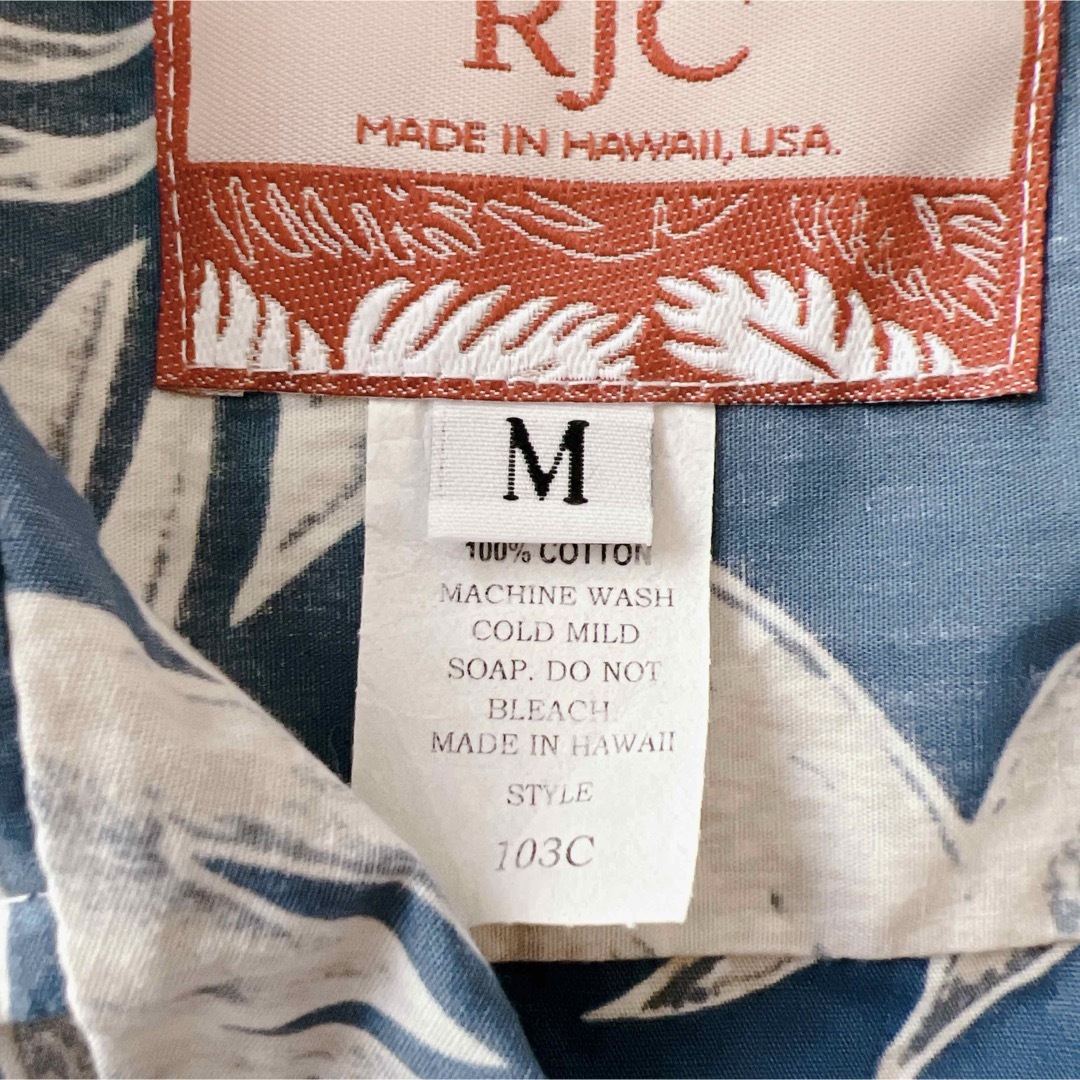 RJC
MADE IN HAWAII, USA.
M
100% COTTON
MACHINE WASH
COLD MILD
SOAP. DO NOT
BLEACH.
MADE IN HAWAII
STYLE
103C